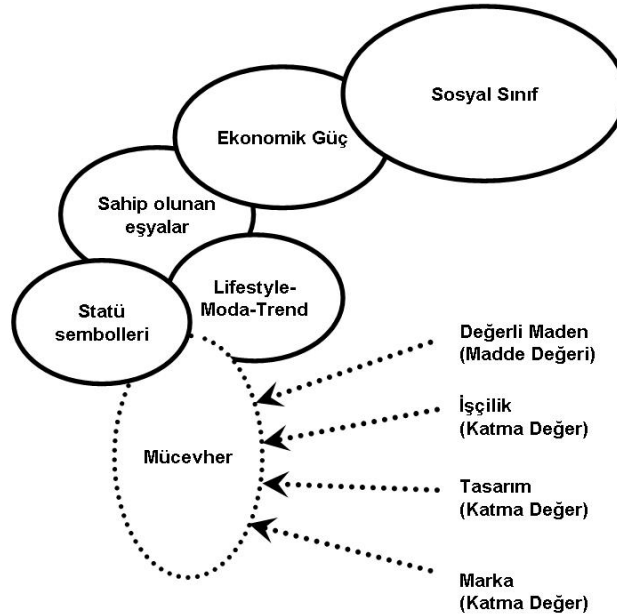 Sosyal Sınıf
Ekonomik Güç
Sahip olunan
eşyalar
Lifestyle-
Moda-Trend
Statü
sembolleri
Mücevher
Değerli Maden
(Madde Değeri)
İşçilik
(Katma Değer)
Tasarım
(Katma Değer)
Marka
(Katma Değer)